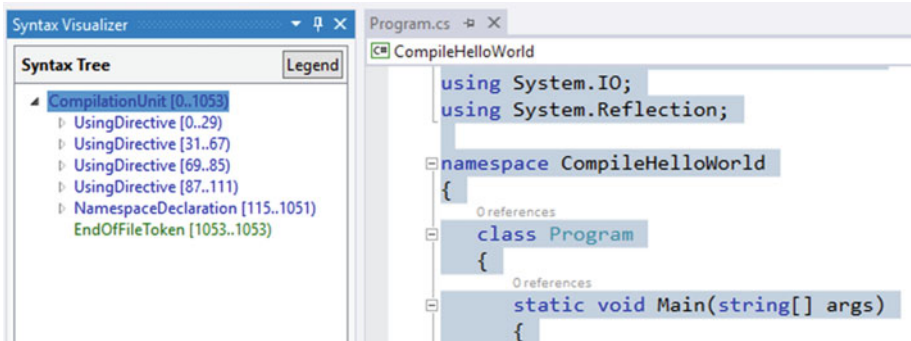 Syntax Visualizer
Syntax Tree
Legend
CompilationUnit [0..1053)
UsingDirective [0..29)
UsingDirective [31..67)
UsingDirective [69..85)
UsingDirective [87..111)
NamespaceDeclaration [115..1051)
EndOfFileToken [1053..1053)
Program.cs
C# CompileHelloWorld
using System.IO;
using System.Reflection;
namespace CompileHelloWorld
{
0 references
class Program
{
0 references
static void Main(string[] args)
{